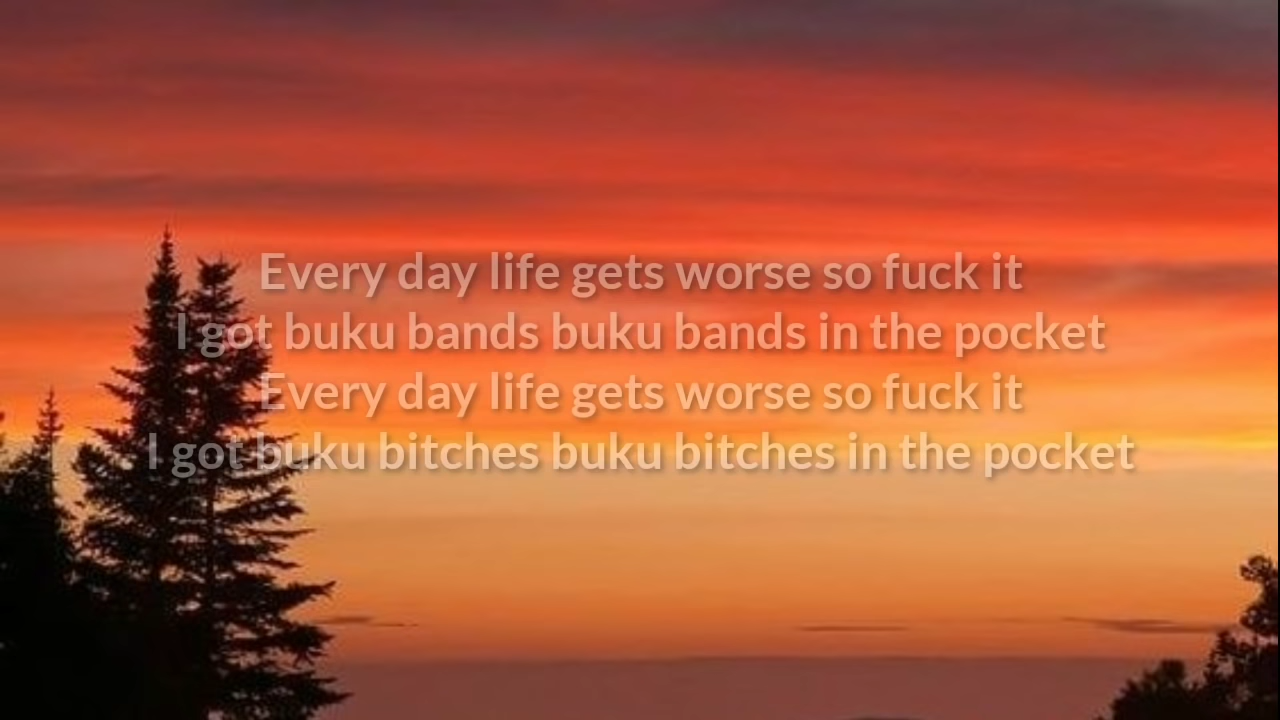 Every day life gets worse so fuck it
I got buku bands buku bands in the pocket
Every day life gets worse so fuck it
I got buku bitches buku bitches in the pocket